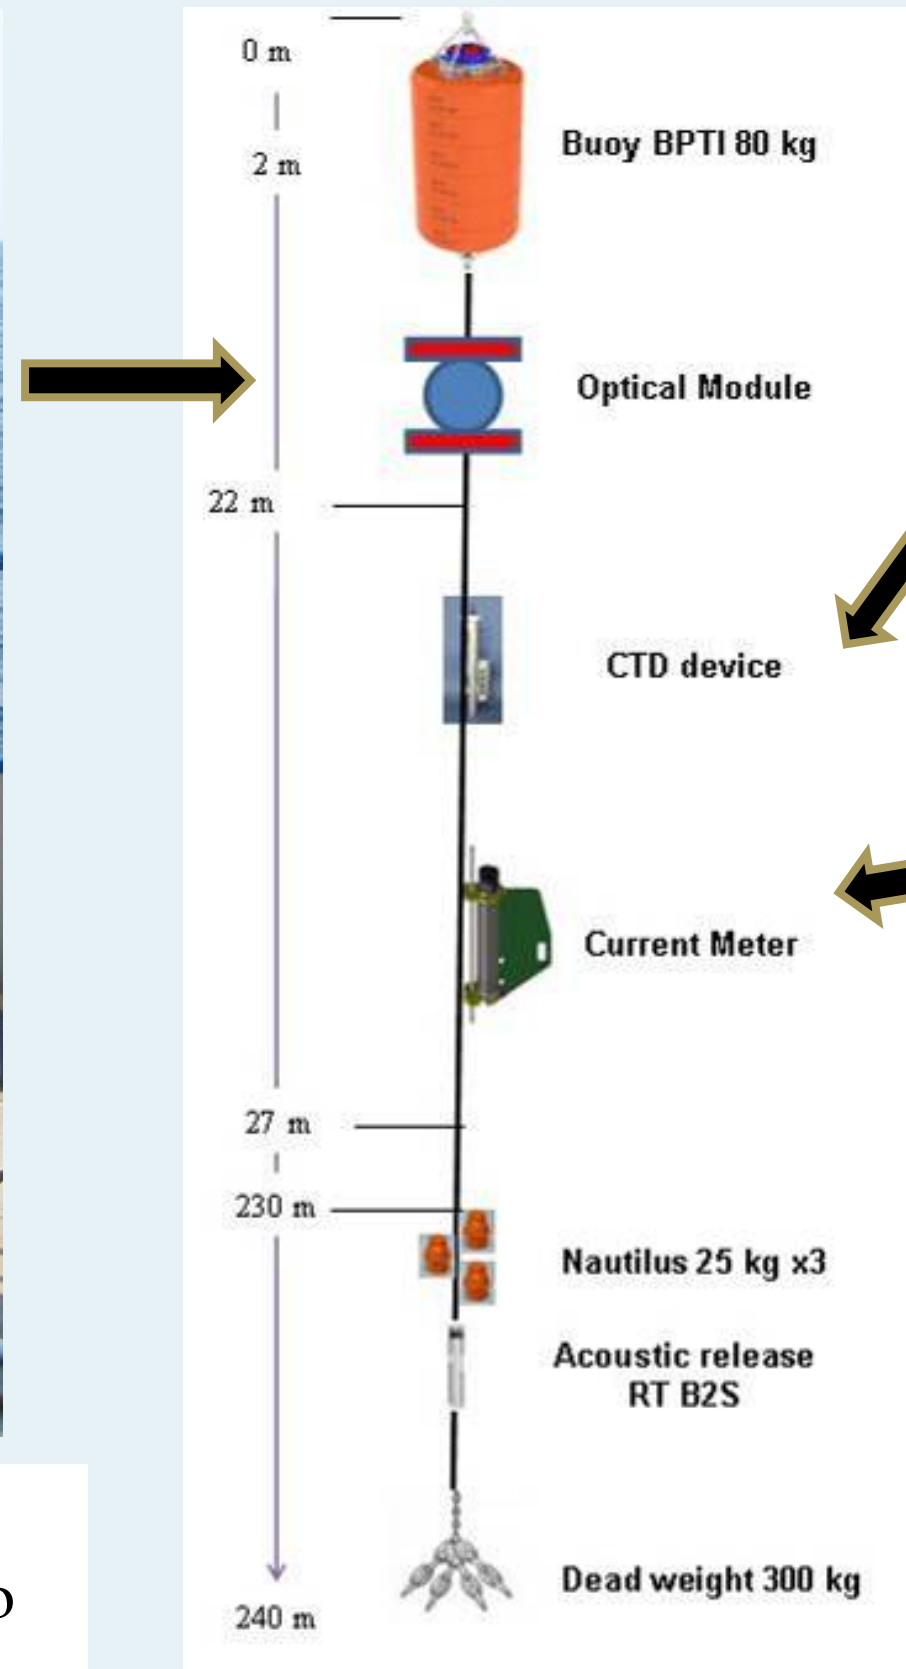 0 m
Buoy BPTI 80 kg
2 m
Optical Module
22 m
CTD device
Current Meter
27 m
230 m
Nautilus 25 kg x3
Acoustic release
RT B2S
Dead weight 300 kg
240 m